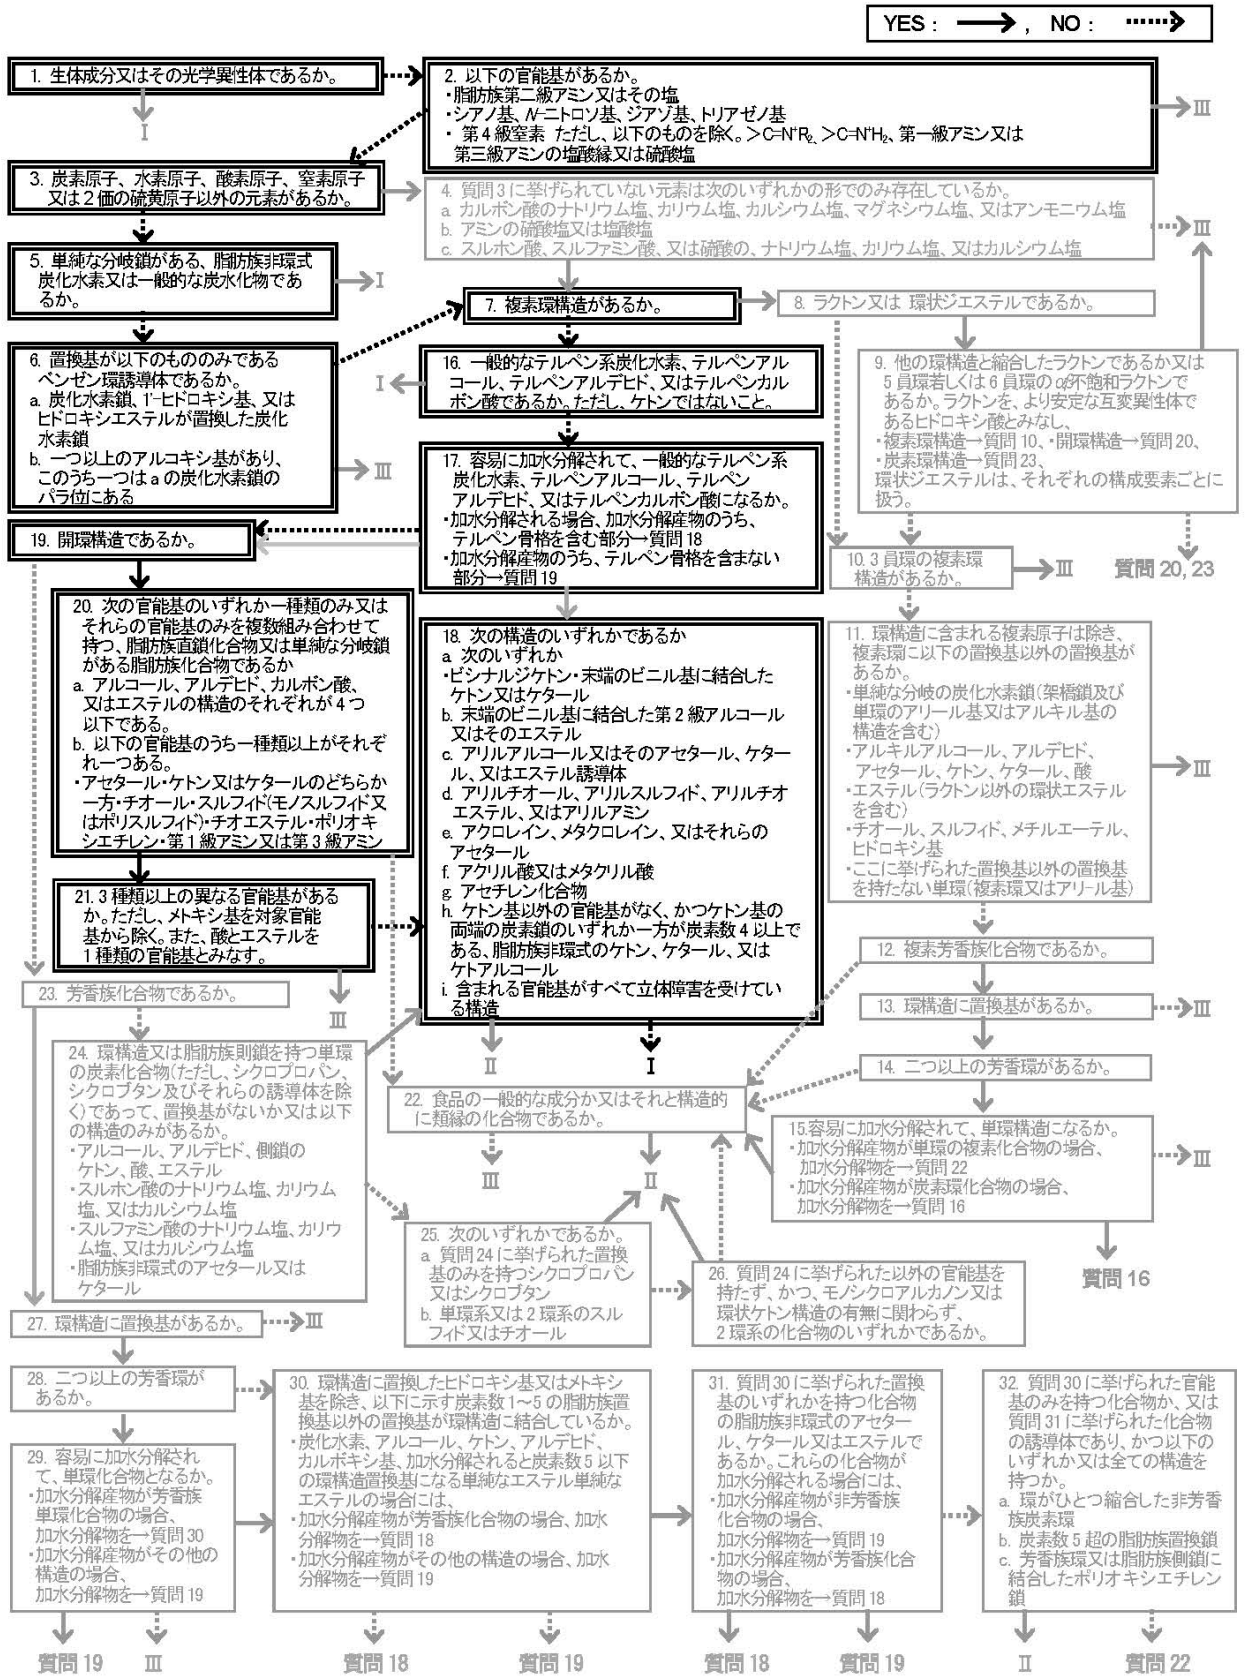 YES： → ， NO：
1. 生体成分又はその光学異性体であるか。
Ⅰ
2. 以下の官能基があるか。
・脂肪族第二級アミン又はその塩
・シアノ基、N-ニトロソ基、ジアゾ基、トリアゼノ基
・ 第４級窒素 ただし、以下のものを除く。＞C=N⁺R₂、＞C=N⁺H₂、第一級アミン又は
第三級アミンの塩酸縁又は硫酸塩
Ⅲ
3. 炭素原子、水素原子、酸素原子、窒素原子
又は２価の硫黄原子以外の元素があるか。
4. 質問３に挙げられていない元素は次のいずれかの形でのみ存在しているか。
a. カルボン酸のナトリウム塩、カリウム塩、カルシウム塩、マグネシウム塩、又はアンモニウム塩
b. アミンの硫酸塩又は塩酸塩
c. スルホン酸、スルファミン酸、又は硫酸の、ナトリウム塩、カリウム塩、又はカルシウム塩
Ⅲ
5. 単純な分岐鎖がある、脂肪族非環式
炭化水素又は一般的な炭水化物であ
るか。
Ⅰ
6. 置換基が以下のもののみである
ベンゼン環誘導体であるか。
a. 炭化水素鎖、1'-ヒドロキシ基、又は
ヒドロキシエステルが置換した炭化
水素鎖
b. 一つ以上のアルコキシ基があり、
このうち一つは a の炭化水素鎖の
パラ位にある
Ⅲ
7. 複素環構造があるか。
8. ラクトン又は 環状ジエステルであるか。
9. 他の環構造と縮合したラクトンであるか又は
５員環若しくは６員環の αβ不飽和ラクトンで
あるか。ラクトンを、より安定な互変異性体で
あるヒドロキシ酸とみなし、
・複素環構造→質問 10、・開環構造→質問 20、
・炭素環構造→質問 23、
環状ジエステルは、それぞれの構成要素ごとに
扱う。
質問 20, 23
10. ３員環の複素環
構造があるか。
Ⅲ
11. 環構造に含まれる複素原子は除き、
複素環に以下の置換基以外の置換基が
あるか。
・単純な分岐の炭化水素鎖（架橋鎖及び
単環のアリール基又はアルキル基の
構造を含む）
・アルキルアルコール、アルデヒド、
アセタール、ケトン、ケタール、酸
・エステル（ラクトン以外の環状エステル
を含む）
・チオール、スルフィド、メチルエーテル、
ヒドロキシ基
・ここに挙げられた置換基以外の置換基
を持たない単環（複素環又はアリール基）
Ⅲ
12. 複素芳香族化合物であるか。
13. 環構造に置換基があるか。
Ⅲ
14. 二つ以上の芳香環があるか。
15.容易に加水分解されて、単環構造になるか。
・加水分解産物が単環の複素化合物の場合、
加水分解物を→質問 22
・加水分解産物が炭素環化合物の場合、
加水分解物を→質問 16
Ⅲ
質問 16
16. 一般的なテルペン系炭化水素、テルペンアル
コール、テルペンアルデヒド、又はテルペンカル
ボン酸であるか。ただし、ケトンではないこと。
Ⅰ
17. 容易に加水分解されて、一般的なテルペン系
炭化水素、テルペンアルコール、テルペン
アルデヒド、又はテルペンカルボン酸になるか。
・加水分解される場合、加水分解産物のうち、
テルペン骨格を含む部分→質問 18
・加水分解産物のうち、テルペン骨格を含まない
部分→質問 19
18. 次の構造のいずれかであるか
a. 次のいずれか
・ビシナルジケトン・末端のビニル基に結合した
ケトン又はケタール
b. 末端のビニル基に結合した第２級アルコール
又はそのエステル
c. アリルアルコール又はそのアセタール、ケター
ル、又はエステル誘導体
d. アリルチオール、アリルスルフィド、アリルチオ
エステル、又はアリルアミン
e. アクロレイン、メタクロレイン、又はそれらの
アセタール
f. アクリル酸又はメタクリル酸
g. アセチレン化合物
h. ケトン基以外の官能基がなく、かつケトン基の
両端の炭素鎖のいずれか一方が炭素数４以上で
ある、脂肪族非環式のケトン、ケタール、又は
ケトアルコール
i. 含まれる官能基がすべて立体障害を受けてい
る構造
Ⅱ
Ⅰ
19. 開環構造であるか。
20. 次の官能基のいずれか一種類のみ又は
それらの官能基のみを複数組み合わせて
持つ、脂肪族直鎖化合物又は単純な分岐鎖
がある脂肪族化合物であるか
a. アルコール、アルデヒド、カルボン酸、
又はエステルの構造のそれぞれが４つ
以下である。
b. 以下の官能基のうち一種類以上がそれぞ
れ一つある。
・アセタール・ケトン又はケタールのどちらか
一方・チオール・スルフィド（モノスルフィド又
はポリスルフィド）・チオエステル・ポリオキ
シエチレン・第１級アミン又は第３級アミン
21. ３種類以上の異なる官能基がある
か。ただし、メトキシ基を対象官能
基から除く。また、酸とエステルを
１種類の官能基とみなす。
Ⅲ
22. 食品の一般的な成分か又はそれと構造的
に類縁の化合物であるか。
Ⅲ
Ⅱ
23. 芳香族化合物であるか。
24. 環構造又は脂肪族則鎖を持つ単環
の炭素化合物（ただし、シクロプロパン、
シクロブタン及びそれらの誘導体を除
く）であって、置換基がないか又は以下
の構造のみがあるか。
・アルコール、アルデヒド、側鎖の
ケトン、酸、エステル
・スルホン酸のナトリウム塩、カリウム
塩、又はカルシウム塩
・スルファミン酸のナトリウム塩、カリウ
ム塩、又はカルシウム塩
・脂肪族非環式のアセタール又は
ケタール
25. 次のいずれかであるか。
a. 質問 24 に挙げられた置換
基のみを持つシクロプロパン
又はシクロブタン
b. 単環系又は２環系のスル
フィド又はチオール
26. 質問 24 に挙げられた以外の官能基を
持たず、かつ、モノシクロアルカノン又は
環状ケトン構造の有無に関わらず、
２環系の化合物のいずれかであるか。
27. 環構造に置換基があるか。
Ⅲ
28. 二つ以上の芳香環が
あるか。
29. 容易に加水分解され
て、単環化合物となるか。
・加水分解産物が芳香族
単環化合物の場合、
加水分解物を→質問 30
・加水分解産物がその他の
構造の場合、
加水分解物を→質問 19
質問 19
Ⅲ
30. 環構造に置換したヒドロキシ基又はメトキシ
基を除き、以下に示す炭素数１～５の脂肪族置
換基以外の置換基が環構造に結合しているか。
・炭化水素、アルコール、ケトン、アルデヒド、
カルボキシ基、加水分解されると炭素数５以下
の環構造置換基になる単純なエステル単純な
エステルの場合には、
・加水分解産物が芳香族化合物の場合、加水
分解物を→質問 18
・加水分解産物がその他の構造の場合、加水
分解物を→質問 19
質問 18
質問 19
31. 質問 30 に挙げられた置換
基のいずれかを持つ化合物
の脂肪族非環式のアセター
ル、ケタール又はエステルで
あるか。これらの化合物が
加水分解される場合には、
・加水分解産物が非芳香族
化合物の場合、
加水分解物を→質問 19
・加水分解産物が芳香族化合
物の場合、
加水分解物を→質問 18
質問 18
質問 19
32. 質問 30 に挙げられた官能
基のみを持つ化合物か、又は
質問 31 に挙げられた化合物
の誘導体であり、かつ以下の
いずれか又は全ての構造を
持つか。
a. 環がひとつ縮合した非芳香
族炭素環
b. 炭素数５超の脂肪族置換鎖
c. 芳香族環又は脂肪族側鎖に
結合したポリオキシエチレン
鎖
Ⅱ
質問 22